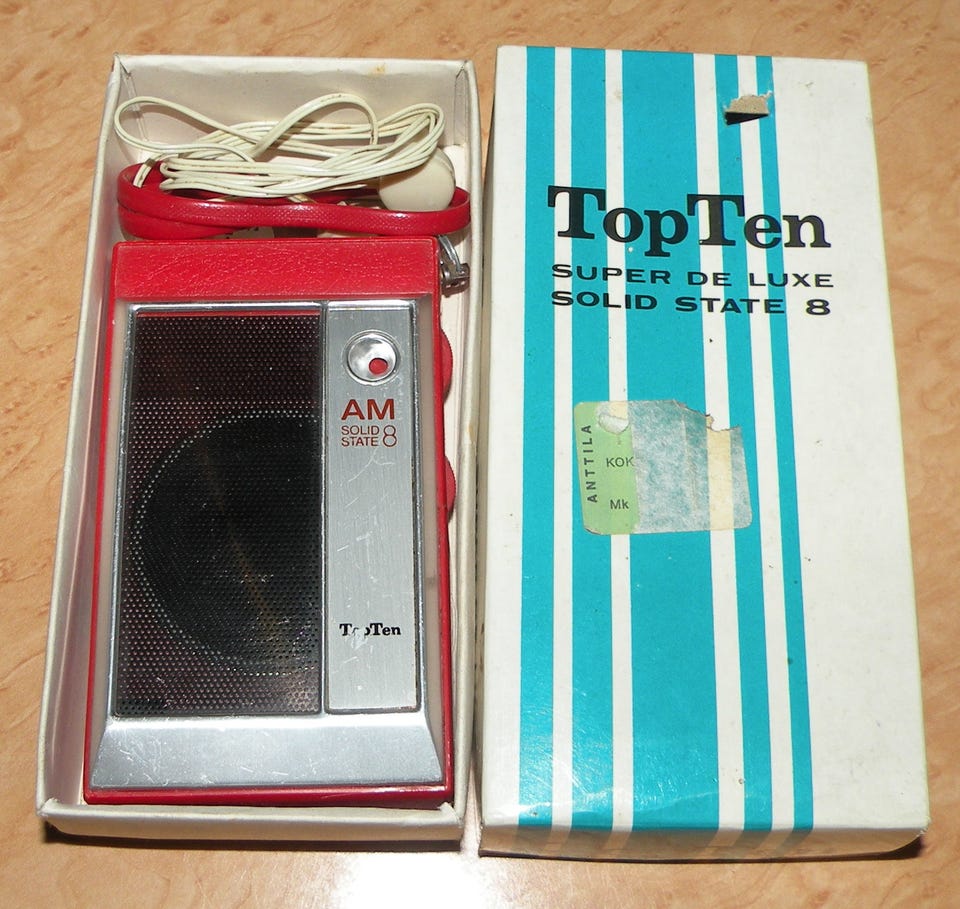 AM
SOLID
STATE 8
TopTen
TopTen
SUPER DE LUXE
SOLID STATE 8
ANTTILA
KOK
Mk